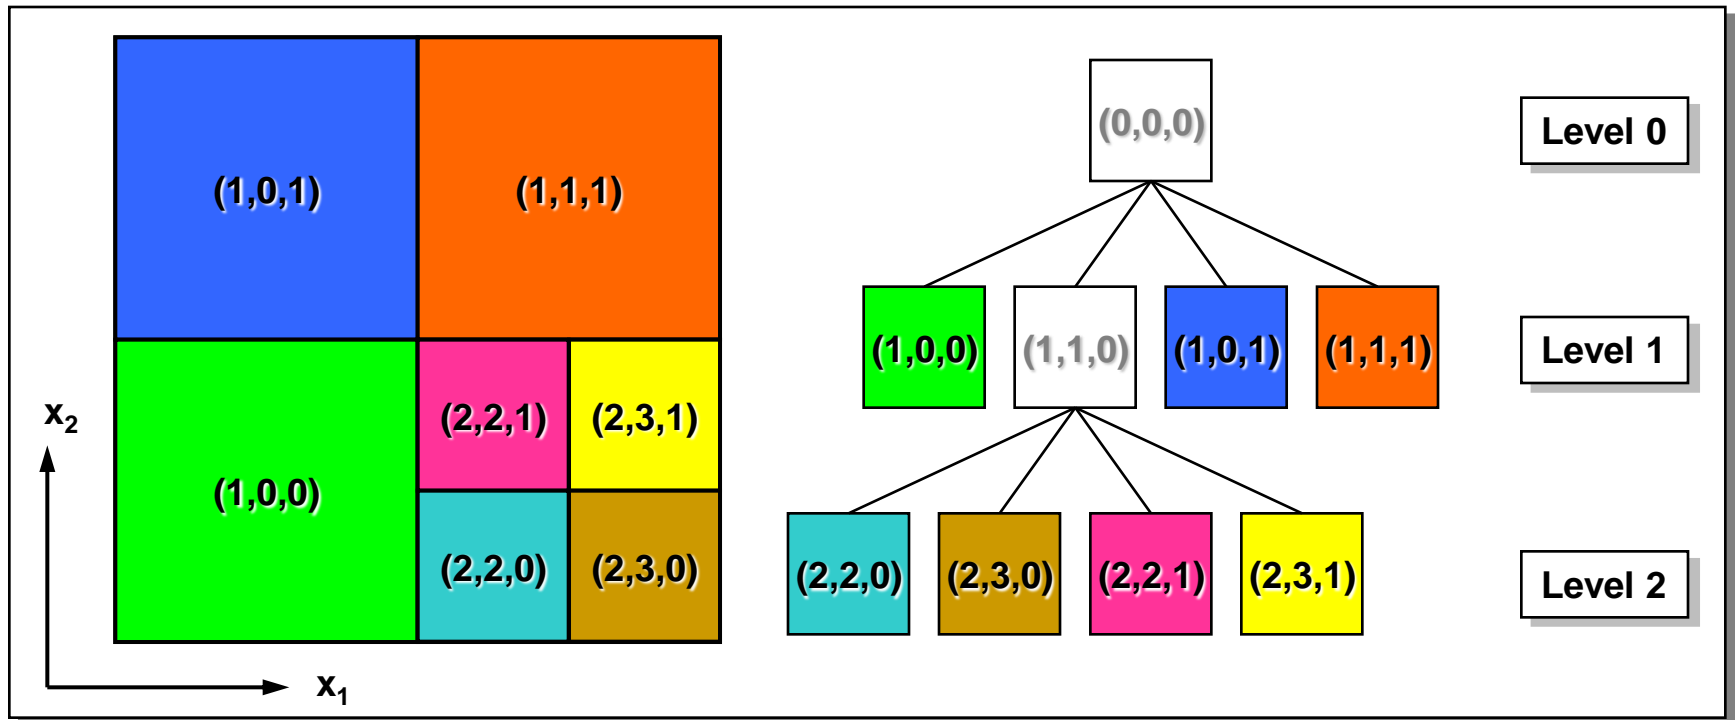 (1,0,1) (1,1,1)
(2,2,1) (2,3,1)
(1,0,0)
(2,2,0) (2,3,0)
x2
x1
(0,0,0)
Level 0
(1,0,0) (1,1,0) (1,0,1) (1,1,1)
Level 1
(2,2,0) (2,3,0) (2,2,1) (2,3,1)
Level 2